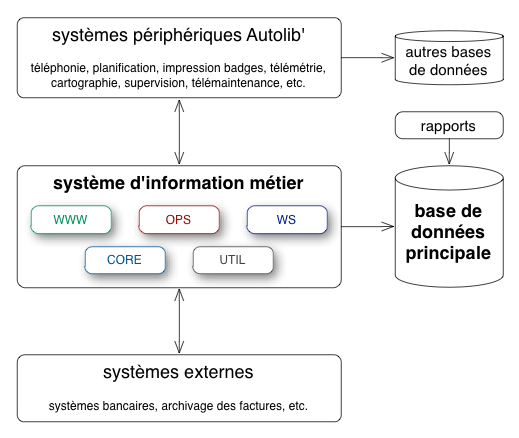 systèmes périphériques Autolib'
téléphonie, planification, impression badges, télémétrie,
cartographie, supervision, télémaintenance, etc.
autres bases
de données
rapports
système d'information métier
WWW
OPS
WS
CORE
UTIL
base de
données
principale
systèmes externes
systèmes bancaires, archivage des factures, etc.